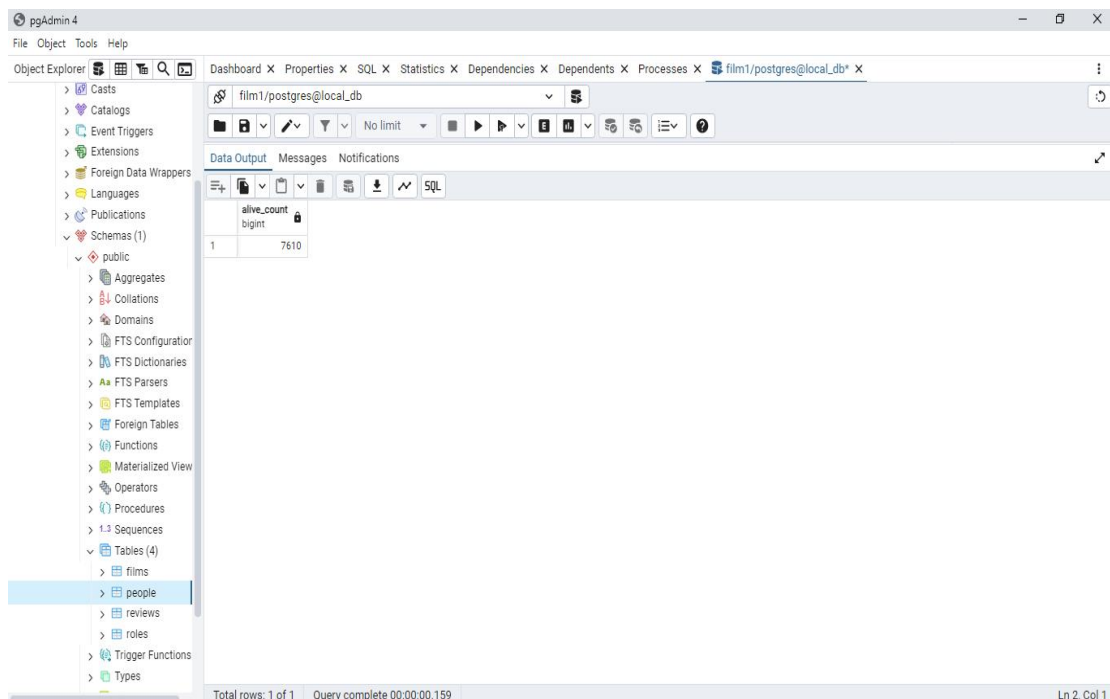 pgAdmin 4
File Object Tools Help
Object Explorer
Dashboard X Properties X SQL X Statistics X Dependencies X Dependents X Processes X film1/postgres@local_db* X
Casts
Catalogs
Event Triggers
Extensions
Foreign Data Wrappers
Languages
Publications
Schemas (1)
public
Aggregates
Collations
Domains
FTS Configuration
FTS Dictionaries
Aa FTS Parsers
FTS Templates
Foreign Tables
Functions
Materialized View
Operators
Procedures
1..3 Sequences
Tables (4)
films
people
reviews
roles
Trigger Functions
Types
film1/postgres@local_db
No limit
E
Data Output Messages Notifications
SQL
alive_count
bigint
1 7610
Total rows: 1 of 1 Query complete 00:00:00.159 Ln 2, Col 1